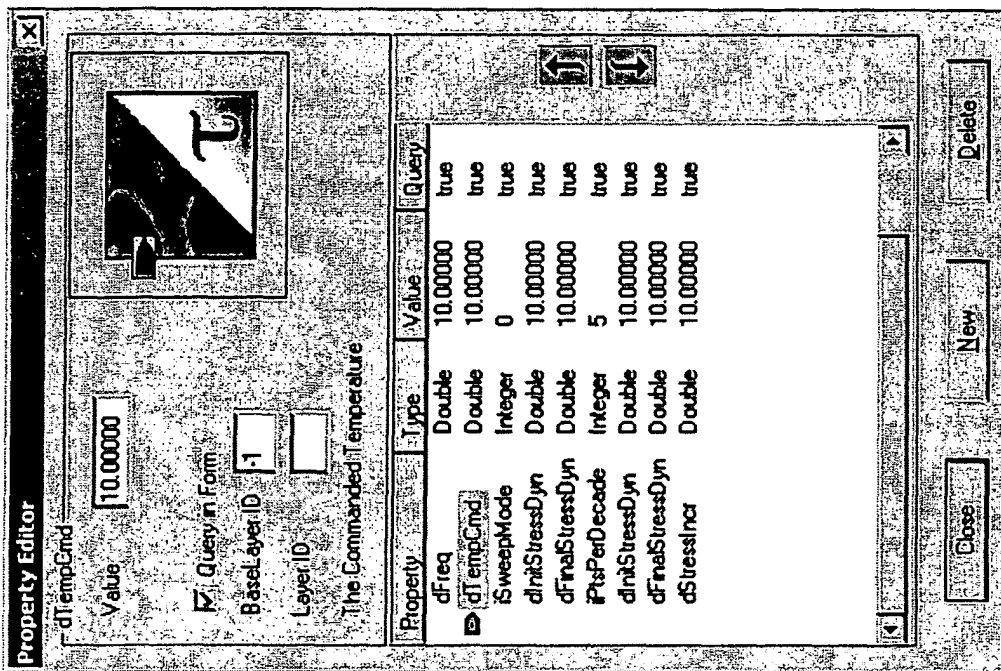 Property Editor
dTempCmd
Value 10.00000
Query in Form
BaseLayerID -1
LayerID
The Commanded Temperature
Property Type Value Query
dFreq Double 10.00000 true
dTempCmd Double 10.00000 true
iSweepMode Integer 0 true
dInitStressDyn Double 10.00000 true
dFinalStressDyn Double 10.00000 true
iPtsPerDecade Integer 5 true
dInitStressDyn Double 10.00000 true
dFinalStressDyn Double 10.00000 true
dStressIncr Double 10.00000 true
Close New Delete